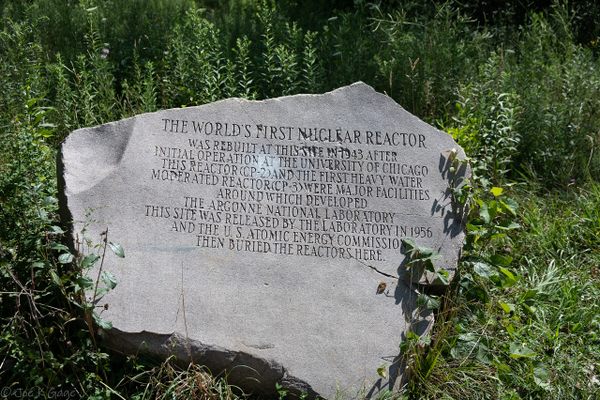 THE WORLD'S FIRST NUCLEAR REACTOR
WAS REBUILT AT THIS SITE IN 1943 AFTER
INITIAL OPERATION AT THE UNIVERSITY OF CHICAGO
THIS REACTOR (CP-2) AND THE FIRST HEAVY WATER
MODERATED REACTOR (CP-3) WERE MAJOR FACILITIES
AROUND WHICH DEVELOPED
THE ARGONNE NATIONAL LABORATORY
THIS SITE WAS RELEASED BY THE LABORATORY IN 1956
AND THE U.S. ATOMIC ENERGY COMMISSION
THEN BURIED THE REACTORS HERE.
© Joe S. Gage